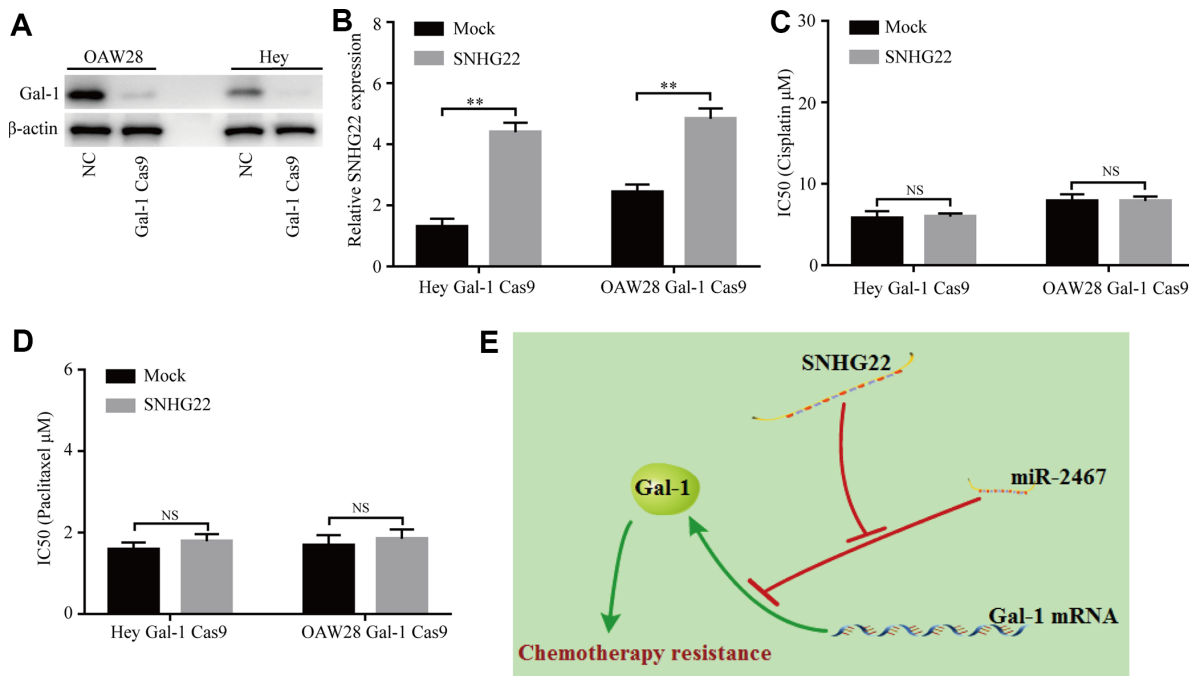 A
OAW28
Hey
Gal-1
β-actin
NC
Gal-1 Cas9
NC
Gal-1 Cas9
B
Mock
SNHG22
Relative SNHG22 expression
8
6
4
2
0
**
**
Hey Gal-1 Cas9
OAW28 Gal-1 Cas9
C
Mock
SNHG22
IC50 (Cisplatin μM)
30
20
10
0
NS
NS
Hey Gal-1 Cas9
OAW28 Gal-1 Cas9
D
Mock
SNHG22
IC50 (Paclitaxel μM)
6
4
2
0
NS
NS
Hey Gal-1 Cas9
OAW28 Gal-1 Cas9
E
SNHG22
miR-2467
Gal-1
Gal-1 mRNA
Chemotherapy resistance